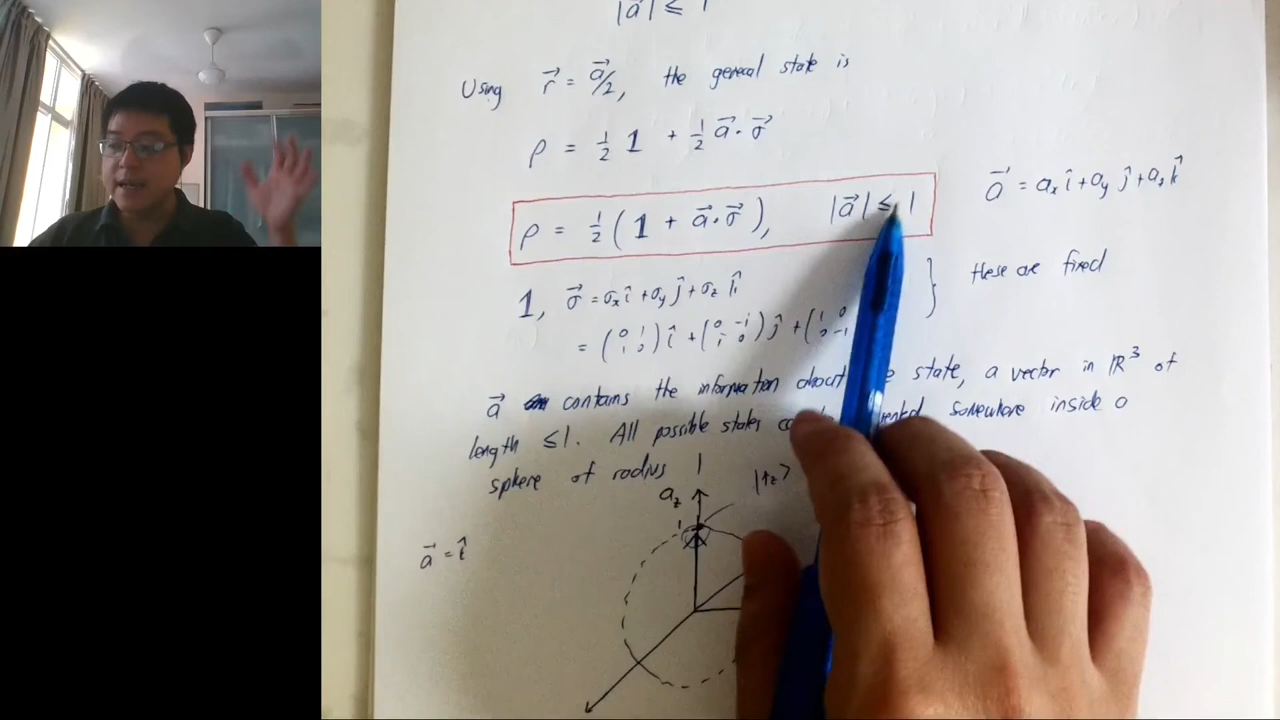 |a⃗| ≤ 1
Using r⃗ = a⃗/2, the general state is
ρ = ½ 1 + ½ a⃗·σ⃗
ρ = ½ ( 1 + a⃗·σ⃗ ), |a⃗| ≤ 1
a⃗ = aₓ î + a_y ĵ + a_z k̂
1, σ⃗ = σₓ î + σ_y ĵ + σ_z k̂
} these are fixed
= (0 1; 1 0) î + (0 -i; i 0) ĵ + (1 0; 0 -1
a⃗ contains the information about state, a vector in ℝ³ of
length ≤ 1. All possible states somewhere inside a
sphere of radius 1
a_z
|↑z⟩
1
a⃗ = k̂